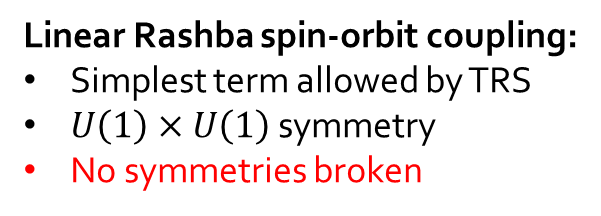 Linear Rashba spin-orbit coupling:
• Simplest term allowed by TRS
• U(1) × U(1) symmetry
• No symmetries broken